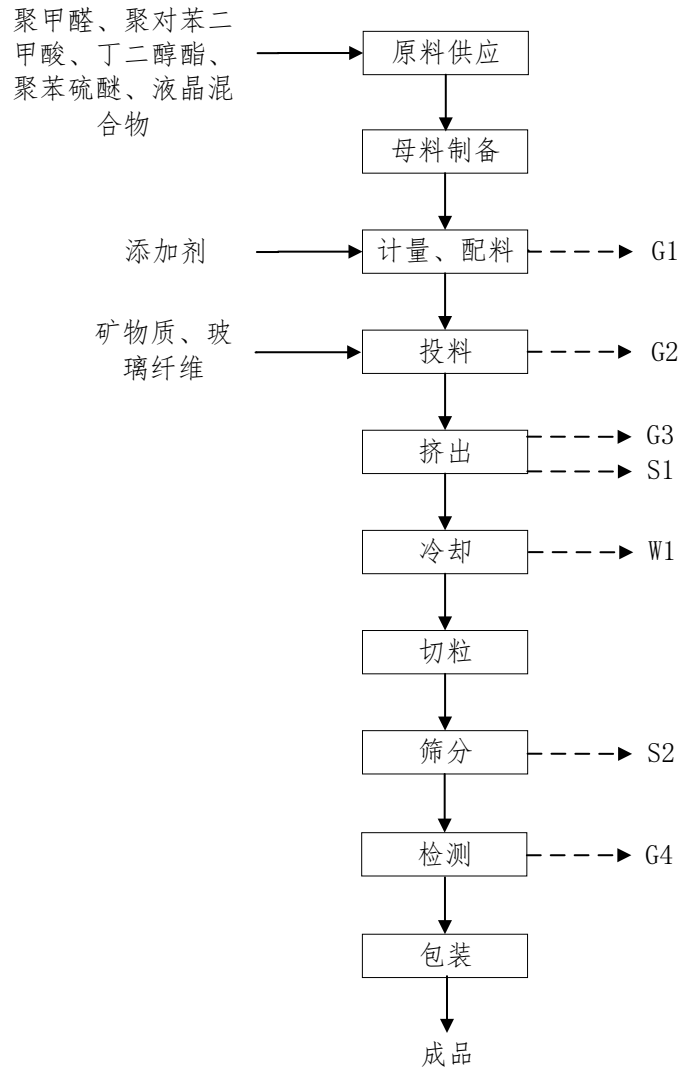 聚甲醛、聚对苯二
甲酸、丁二醇酯、
聚苯硫醚、液晶混
合物
原料供应
母料制备
添加剂
计量、配料
G1
矿物质、玻
璃纤维
投料
G2
挤出
G3
S1
冷却
W1
切粒
筛分
S2
检测
G4
包装
成品